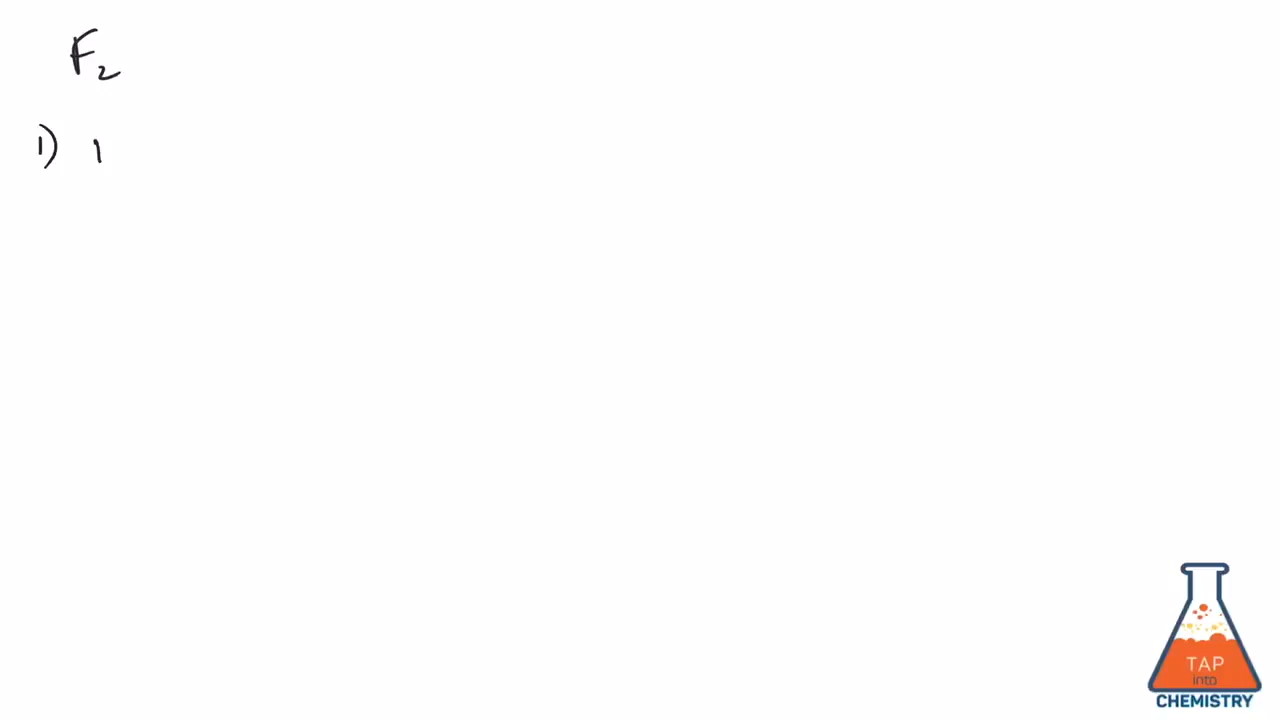 F₂
1) 1
TAP
into
CHEMISTRY